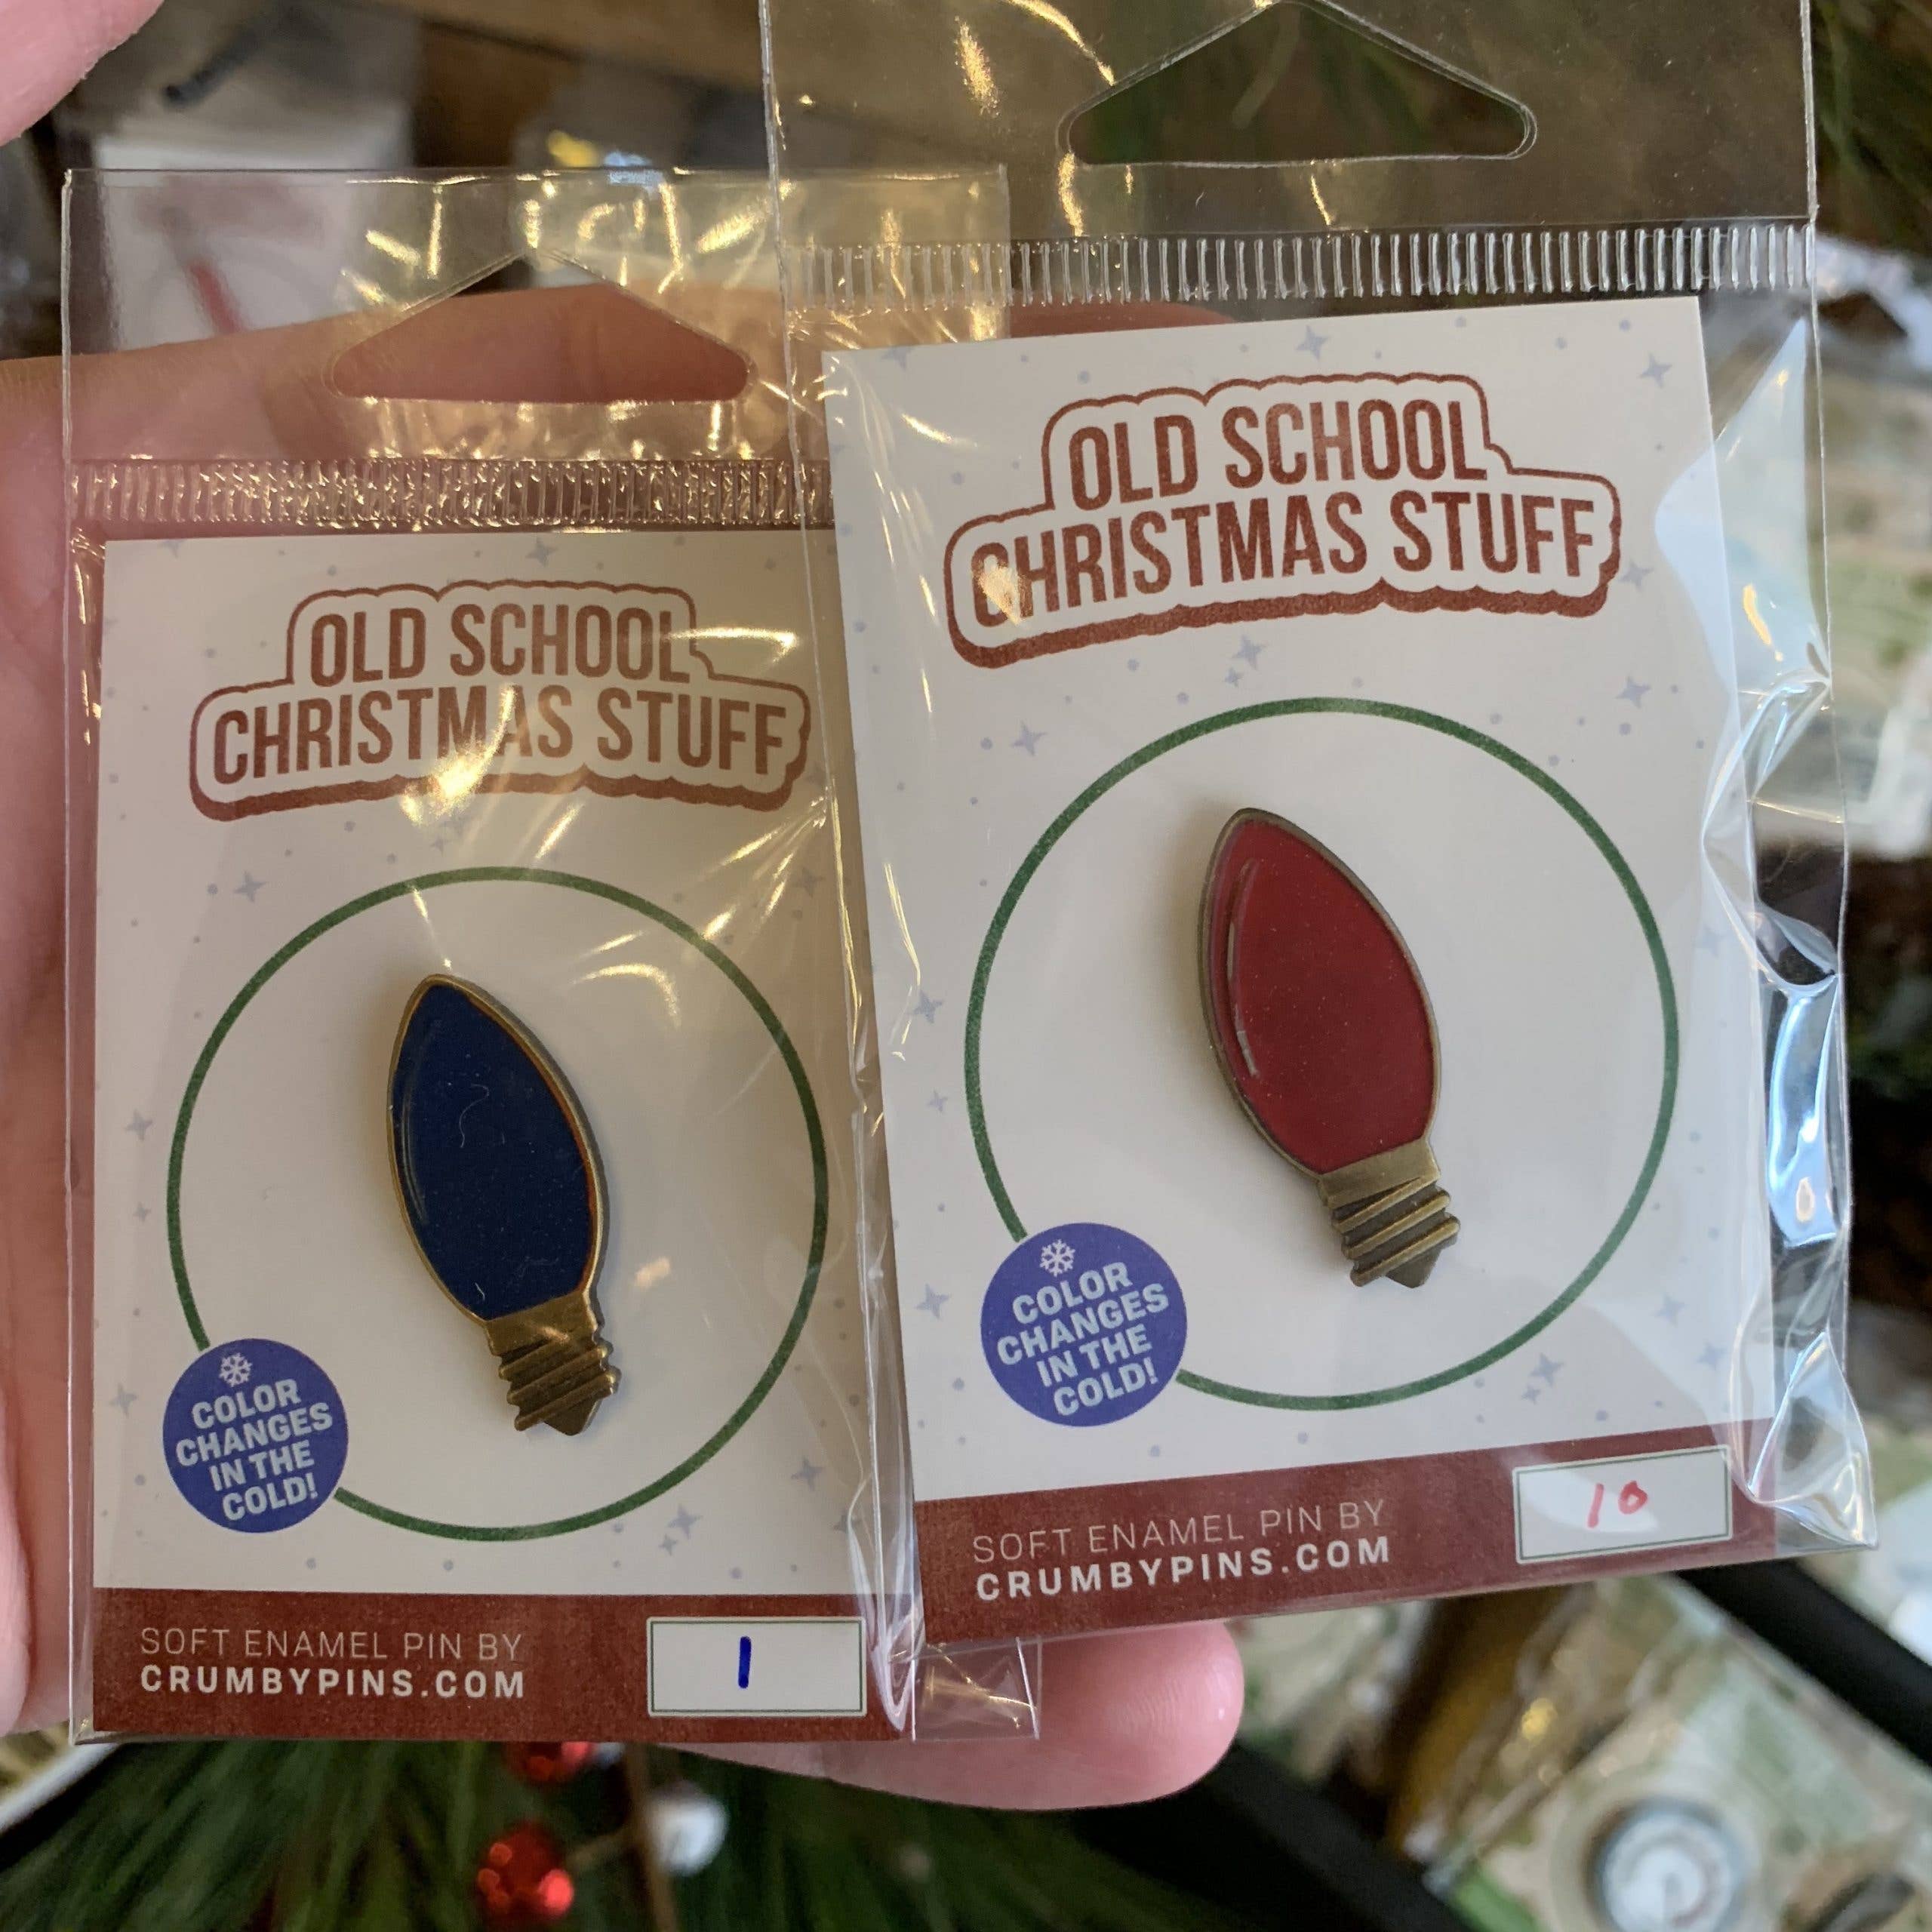 OLD SCHOOL
CHRISTMAS STUFF
COLOR
CHANGES
IN THE
COLD!
SOFT ENAMEL PIN BY
CRUMBYPINS.COM
1
OLD SCHOOL
CHRISTMAS STUFF
COLOR
CHANGES
IN THE
COLD!
SOFT ENAMEL PIN BY
CRUMBYPINS.COM
10